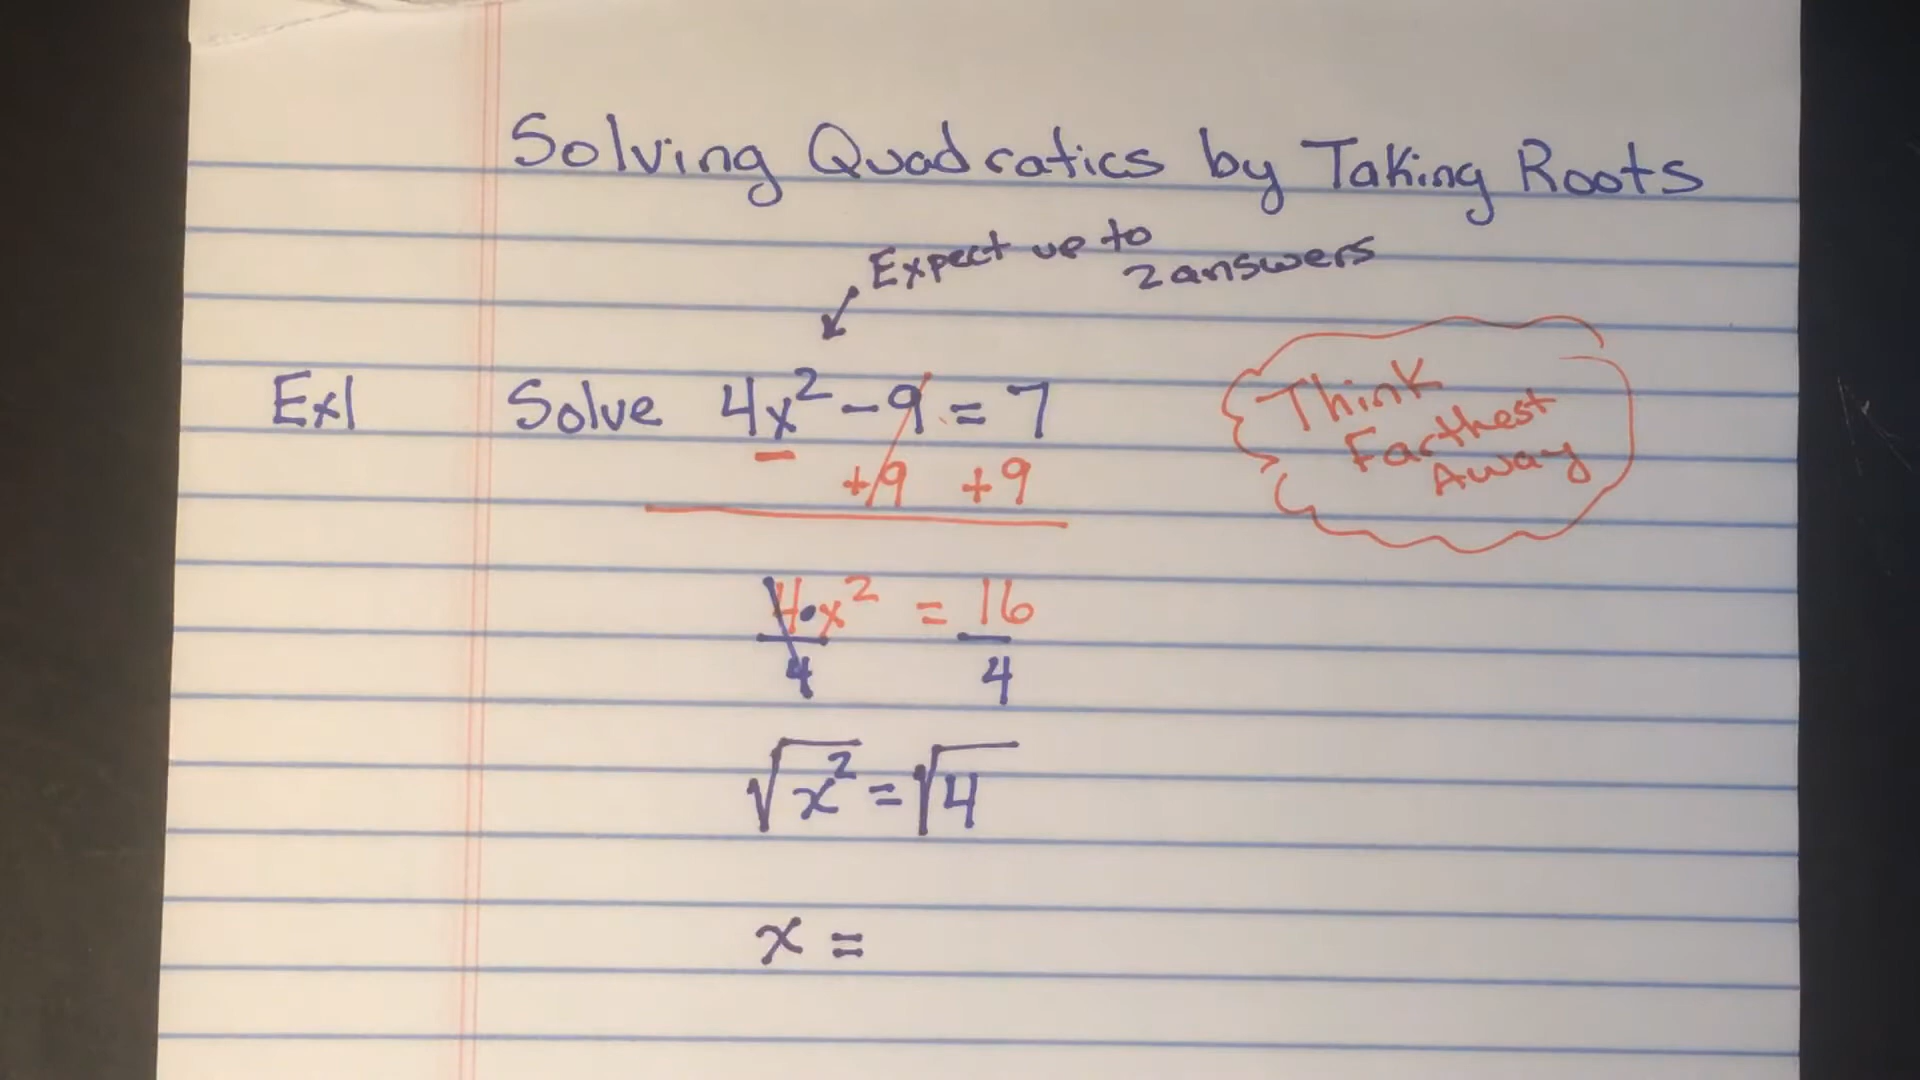 Solving Quadratics by Taking Roots
Expect up to
2 answers
Ex1 Solve 4x² - 9 = 7
+9 +9
Think
Farthest
Away
4•x² = 16
4 4
√x² = √4
x =